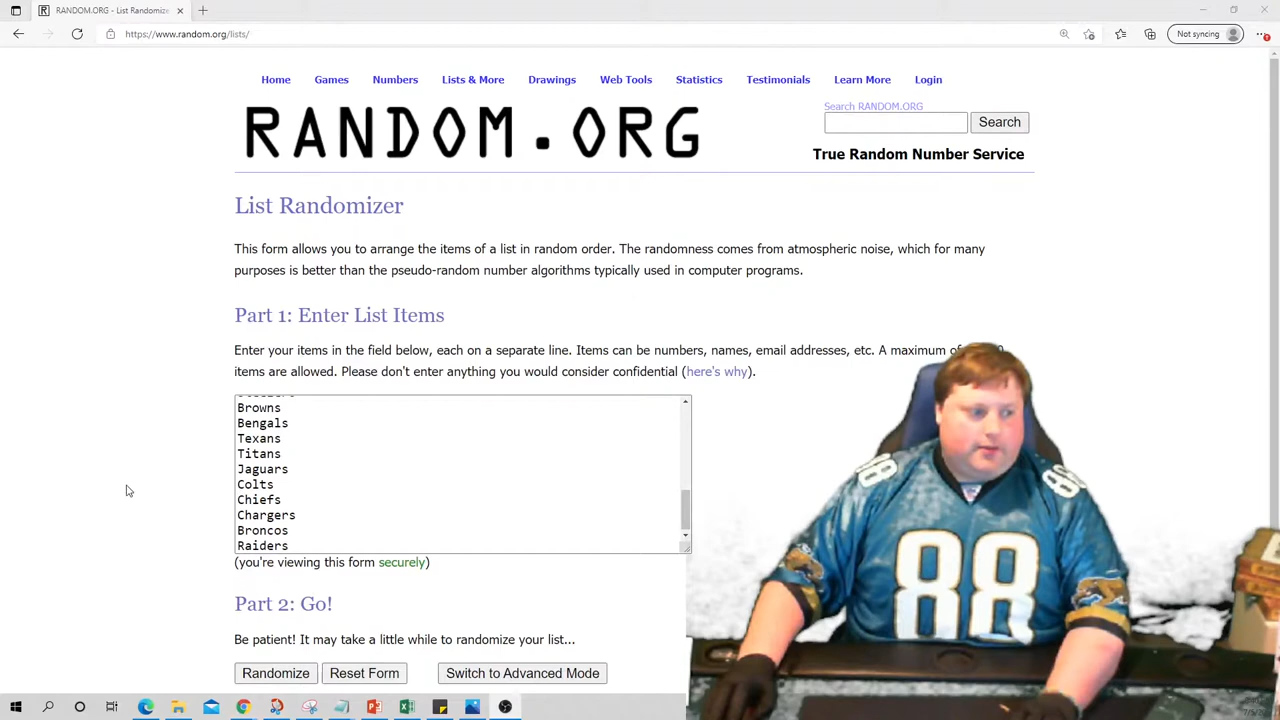 RANDOM.ORG - List Randomize
https://www.random.org/lists/
Not syncing
Home Games Numbers Lists & More Drawings Web Tools Statistics Testimonials Learn More Login
RANDOM.ORG
Search RANDOM.ORG
Search
True Random Number Service
List Randomizer
This form allows you to arrange the items of a list in random order. The randomness comes from atmospheric noise, which for many
purposes is better than the pseudo-random number algorithms typically used in computer programs.
Part 1: Enter List Items
Enter your items in the field below, each on a separate line. Items can be numbers, names, email addresses, etc. A maximum of
items are allowed. Please don't enter anything you would consider confidential (here's why).
Browns
Bengals
Texans
Titans
Jaguars
Colts
Chiefs
Chargers
Broncos
Raiders
(you're viewing this form securely)
Part 2: Go!
Be patient! It may take a little while to randomize your list...
Randomize Reset Form Switch to Advanced Mode
88
88
88